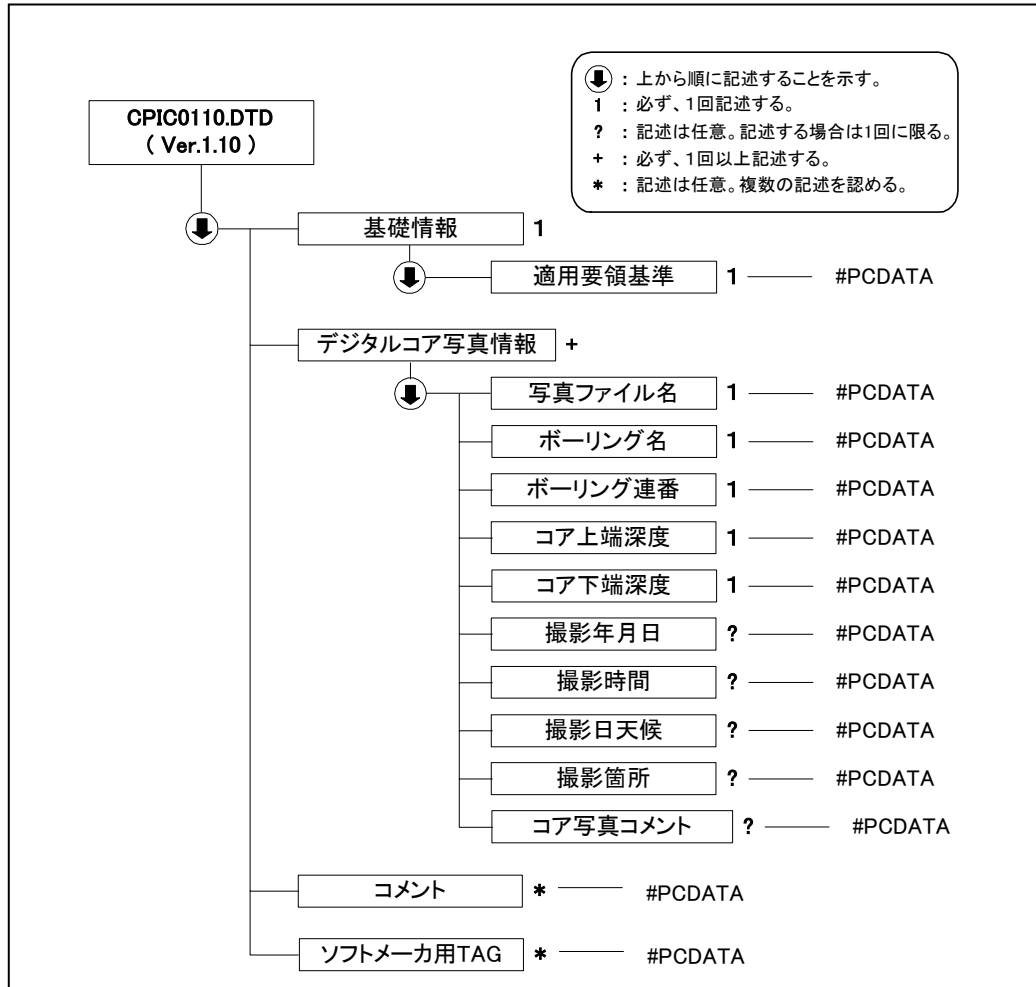 CPIC0110.DTD
( Ver.1.10 )
: 上から順に記述することを示す。
1 : 必ず、1回記述する。
? : 記述は任意。記述する場合は1回に限る。
+ : 必ず、1回以上記述する。
* : 記述は任意。複数の記述を認める。
基礎情報 1
適用要領基準 1 #PCDATA
デジタルコア写真情報 +
写真ファイル名 1 #PCDATA
ボーリング名 1 #PCDATA
ボーリング連番 1 #PCDATA
コア上端深度 1 #PCDATA
コア下端深度 1 #PCDATA
撮影年月日 ? #PCDATA
撮影時間 ? #PCDATA
撮影日天候 ? #PCDATA
撮影箇所 ? #PCDATA
コア写真コメント ? #PCDATA
コメント * #PCDATA
ソフトメーカ用TAG * #PCDATA